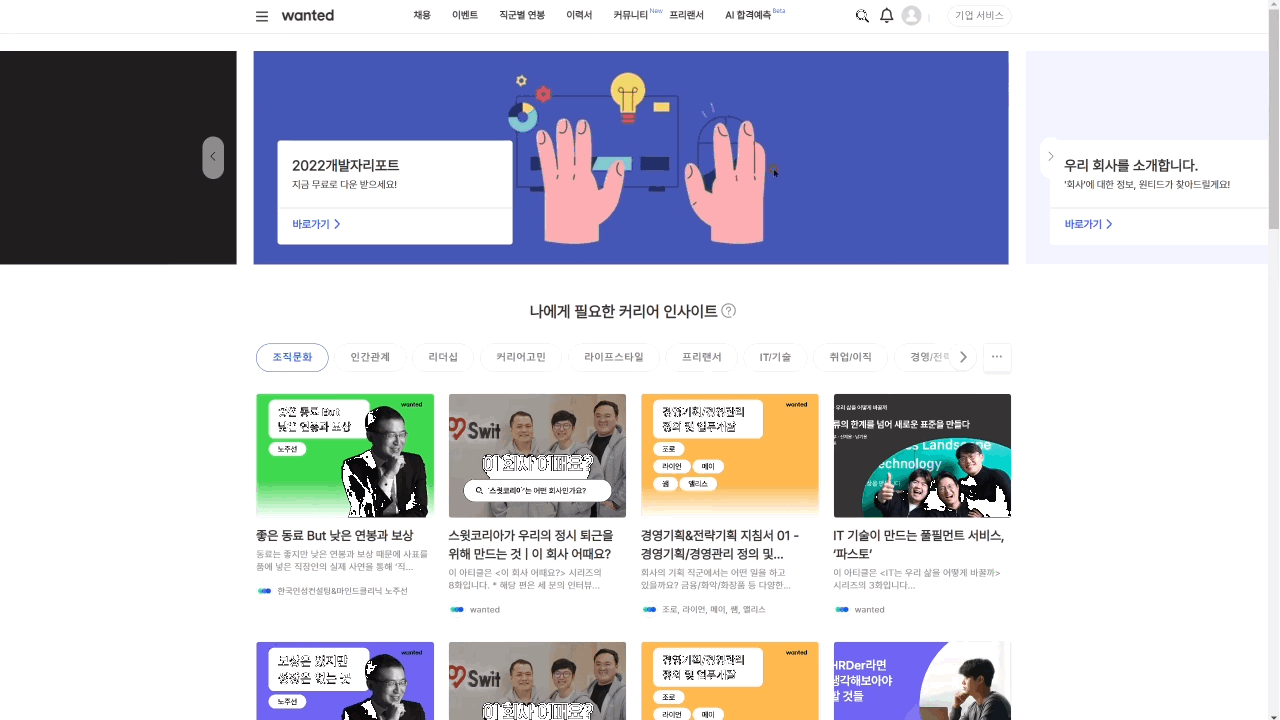 wanted
채용
이벤트
직군별 연봉
이력서
커뮤니티 New
프리랜서
AI 합격예측 Beta
기업 서비스
2022개발자리포트
지금 무료로 다운 받으세요!
바로가기
우리 회사를 소개합니다.
'회사'에 대한 정보, 원티드가 찾아드릴게요!
바로가기
나에게 필요한 커리어 인사이트
조직문화
인간관계
리더십
커리어고민
라이프스타일
프리랜서
IT/기술
취업/이직
경영/전략
좋은 동료 But
낮은 연봉과 보상
wanted
노주선
Swit
이 회사 어때요?
'스윗코리아'는 어떤 회사인가요?
경영기획/경영관리
정의 및 업무기술
wanted
조로
라이언
메이
쌤
앨리스
우리 삶을 어떻게 바꿀까
류의 한계를 넘어 새로운 표준을 만들다
좋은 동료 But 낮은 연봉과 보상
동료는 좋지만 낮은 연봉과 보상 때문에 사표를
품에 넣은 직장인의 실제 사연을 통해 '직...
한국인성컨설팅&마인드클리닉 노주선
스윗코리아가 우리의 정시 퇴근을
위해 만드는 것 | 이 회사 어때요?
이 아티클은 <이 회사 어때요?> 시리즈의
8화입니다. * 해당 편은 세 분의 인터뷰...
wanted
경영기획&전략기획 지침서 01 -
경영기획/경영관리 정의 및...
회사의 기획 직군에서는 어떤 일을 하고
있을까요? 금융/화학/화장품 등 다양한...
조로, 라이언, 메이, 쌤, 앨리스
IT 기술이 만드는 풀필먼트 서비스,
'파스토'
이 아티클은 <IT는 우리 삶을 어떻게 바꿀까>
시리즈의 3화입니다...
wanted
보상은 있지만
성장은 없는 곳
wanted
노주선
Swit
이 회사 어때요?
경영기획/경영관리
정의 및 업무기술
wanted
조로
라이언
메이
HRDer라면
생각해보아야
할 것들